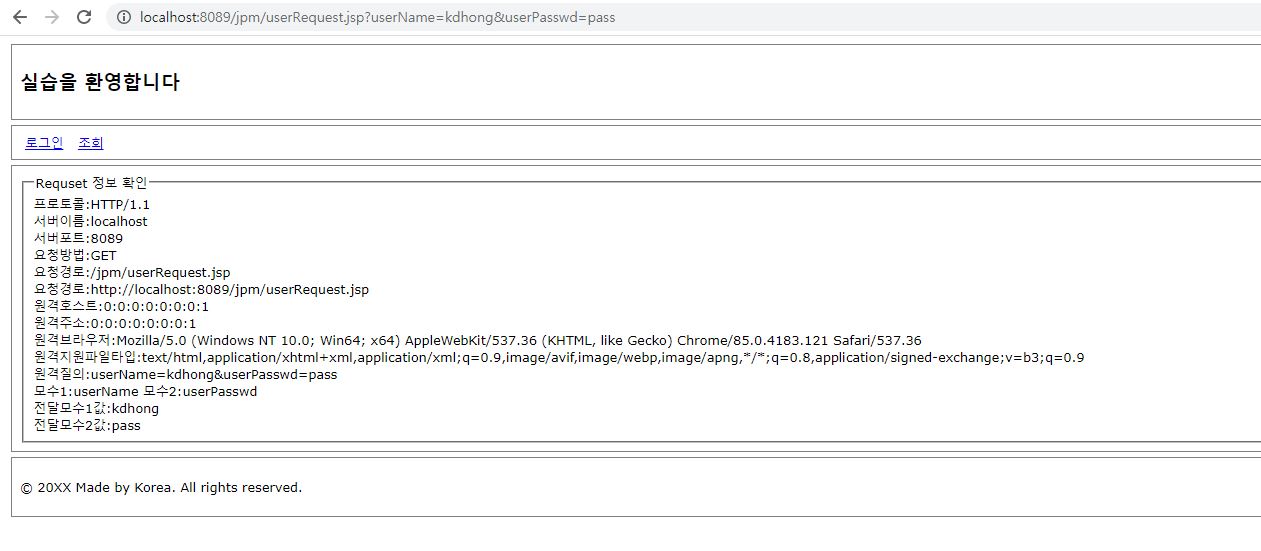 localhost:8089/jpm/userRequest.jsp?userName=kdhong&userPasswd=pass
실습을 환영합니다
로그인 조회
Requset 정보 확인
프로토콜:HTTP/1.1
서버이름:localhost
서버포트:8089
요청방법:GET
요청경로:/jpm/userRequest.jsp
요청경로:http://localhost:8089/jpm/userRequest.jsp
원격호스트:0:0:0:0:0:0:0:1
원격주소:0:0:0:0:0:0:0:1
원격브라우저:Mozilla/5.0 (Windows NT 10.0; Win64; x64) AppleWebKit/537.36 (KHTML, like Gecko) Chrome/85.0.4183.121 Safari/537.36
원격지원파일타입:text/html,application/xhtml+xml,application/xml;q=0.9,image/avif,image/webp,image/apng,*/*;q=0.8,application/signed-exchange;v=b3;q=0.9
원격질의:userName=kdhong&userPasswd=pass
모수1:userName 모수2:userPasswd
전달모수1값:kdhong
전달모수2값:pass
© 20XX Made by Korea. All rights reserved.